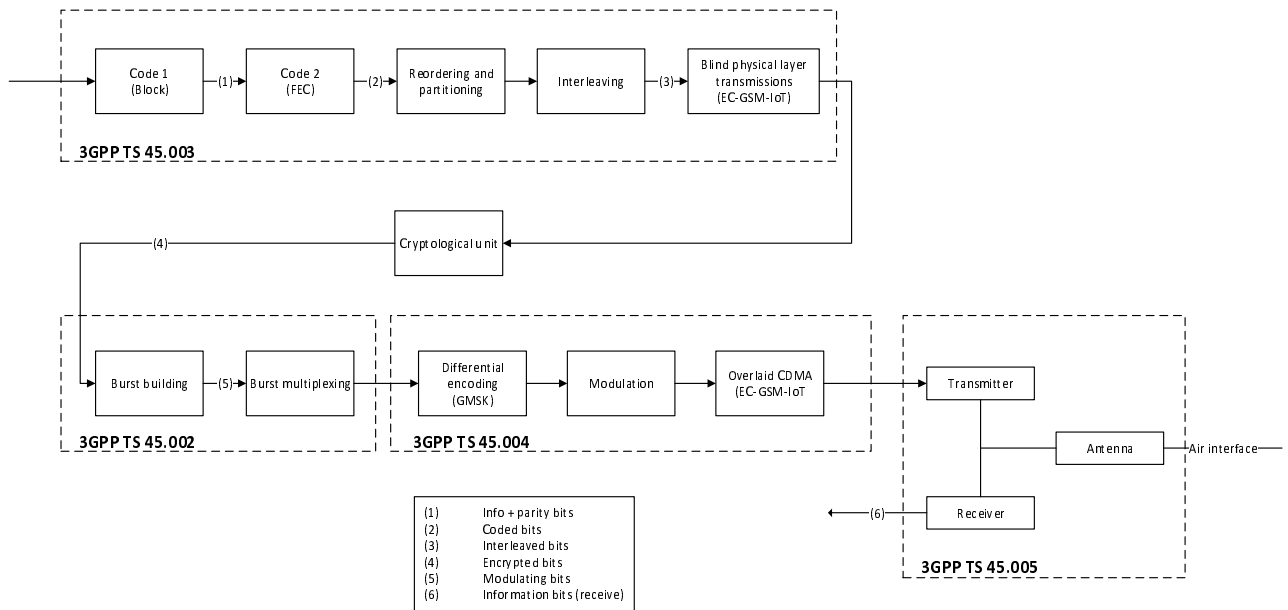 Code 1
(Block)
(1)
Code 2
(FEC)
(2)
Reordering and
partitioning
Interleaving
(3)
Blind physical layer
transmissions
(EC-GSM-IoT)
3GPP TS 45.003
(4)
Cryptological unit
Burst building
(5)
Burst multiplexing
3GPP TS 45.002
Differential
encoding
(GMSK)
Modulation
Overlaid CDMA
(EC-GSM-IoT
3GPP TS 45.004
Transmitter
Antenna
Air interface
Receiver
(6)
3GPP TS 45.005
(1) Info + parity bits
(2) Coded bits
(3) Interleaved bits
(4) Encrypted bits
(5) Modulating bits
(6) Information bits (receive)